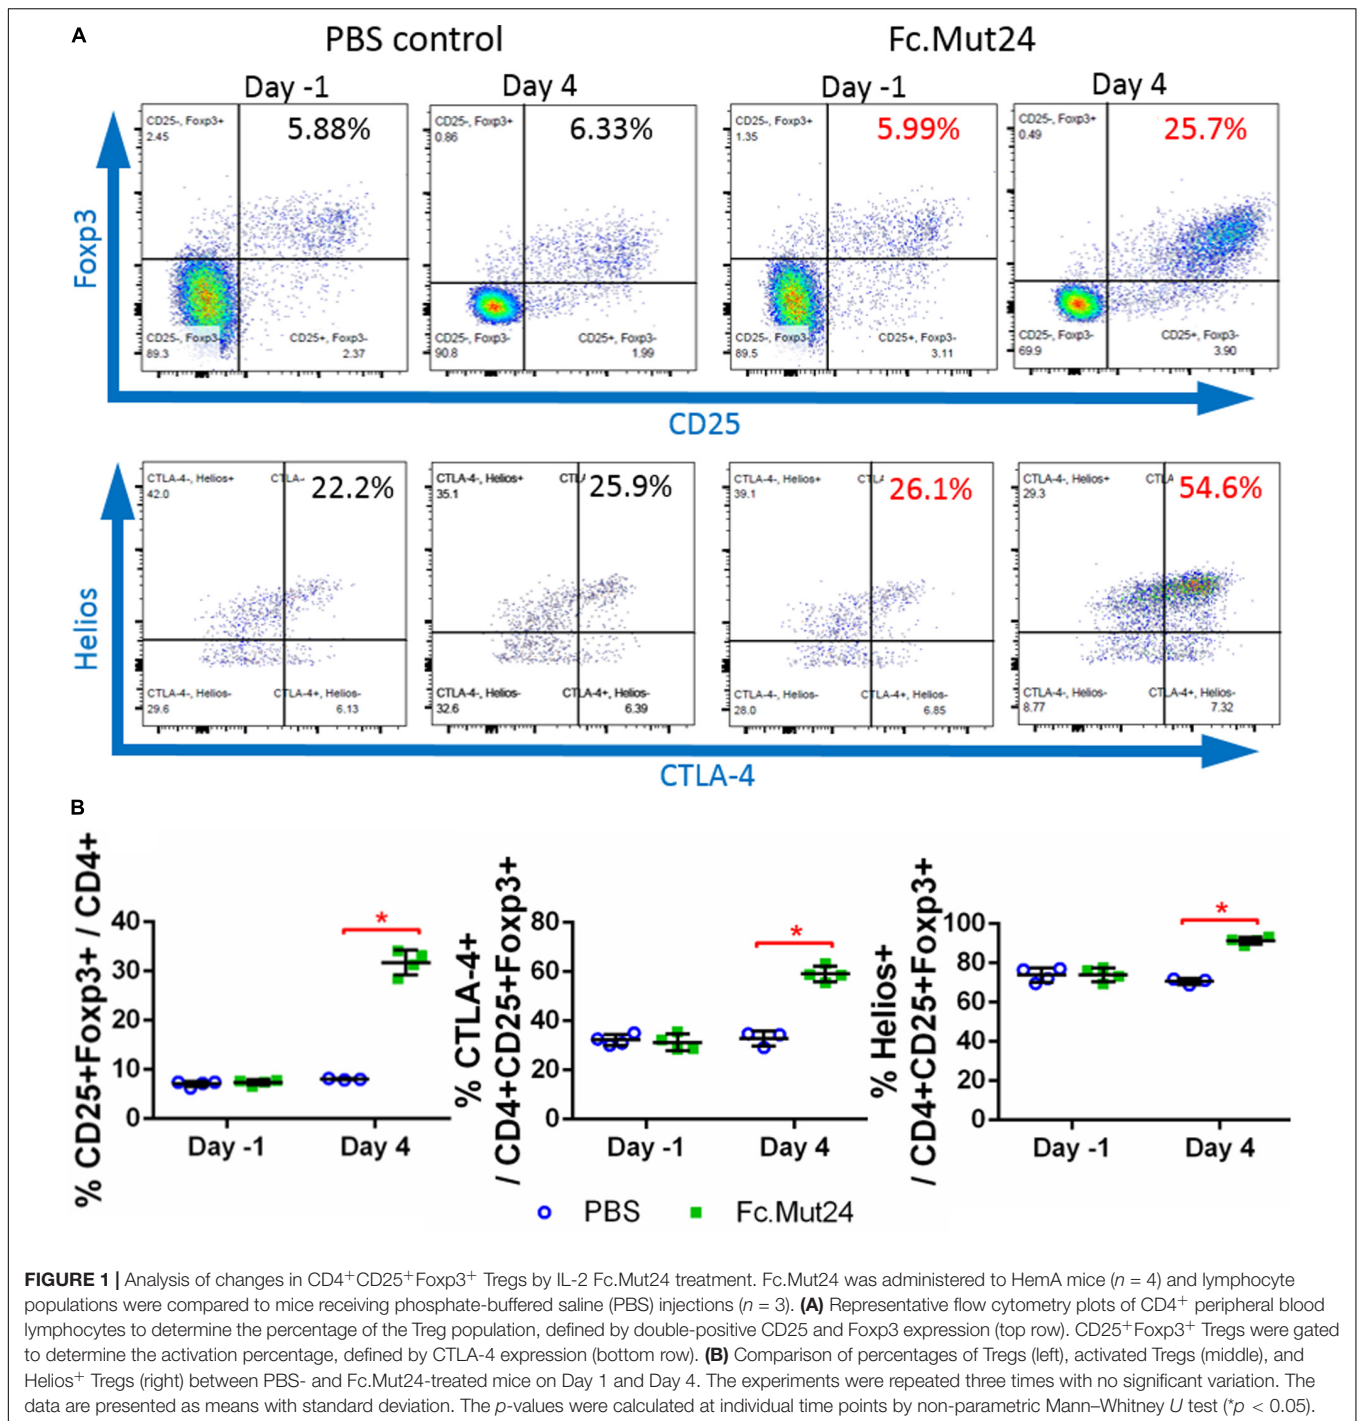 A
PBS control
Fc.Mut24
Day -1
Day 4
Day -1
Day 4
CD25-, Foxp3+
2.45
5.88%
CD25-, Foxp3+
0.86
6.33%
CD25-, Foxp3+
1.35
5.99%
CD25-, Foxp3+
0.49
25.7%
Foxp3
CD25-, Foxp3-
89.3
CD25+, Foxp3-
2.37
CD25-, Foxp3-
90.8
CD25+, Foxp3-
1.99
CD25-, Foxp3-
89.5
CD25+, Foxp3-
3.11
CD25-, Foxp3-
69.9
CD25+, Foxp3-
3.90
CD25
CTLA-4-, Helios+
42.0
22.2%
CTLA-4-, Helios+
35.1
25.9%
CTLA-4-, Helios+
39.1
26.1%
CTLA-4-, Helios+
29.3
54.6%
Helios
CTLA-4-, Helios-
29.6
CTLA-4+, Helios-
6.13
CTLA-4-, Helios-
32.6
CTLA-4+, Helios-
6.39
CTLA-4-, Helios-
28.0
CTLA-4+, Helios-
6.85
CTLA-4-, Helios-
8.77
CTLA-4+, Helios-
7.32
CTLA-4
B
% CD25+Foxp3+ / CD4+
40
30
20
10
0
*
Day -1
Day 4
% CTLA-4+
/ CD4+CD25+Foxp3+
80
60
40
20
0
*
Day -1
Day 4
% Helios+
/ CD4+CD25+Foxp3+
100
80
60
40
20
0
*
Day -1
Day 4
PBS
Fc.Mut24
FIGURE 1 | Analysis of changes in CD4+CD25+Foxp3+ Tregs by IL-2 Fc.Mut24 treatment. Fc.Mut24 was administered to HemA mice (n = 4) and lymphocyte
populations were compared to mice receiving phosphate-buffered saline (PBS) injections (n = 3). (A) Representative flow cytometry plots of CD4+ peripheral blood
lymphocytes to determine the percentage of the Treg population, defined by double-positive CD25 and Foxp3 expression (top row). CD25+Foxp3+ Tregs were gated
to determine the activation percentage, defined by CTLA-4 expression (bottom row). (B) Comparison of percentages of Tregs (left), activated Tregs (middle), and
Helios+ Tregs (right) between PBS- and Fc.Mut24-treated mice on Day 1 and Day 4. The experiments were repeated three times with no significant variation. The
data are presented as means with standard deviation. The p-values were calculated at individual time points by non-parametric Mann–Whitney U test (*p < 0.05).